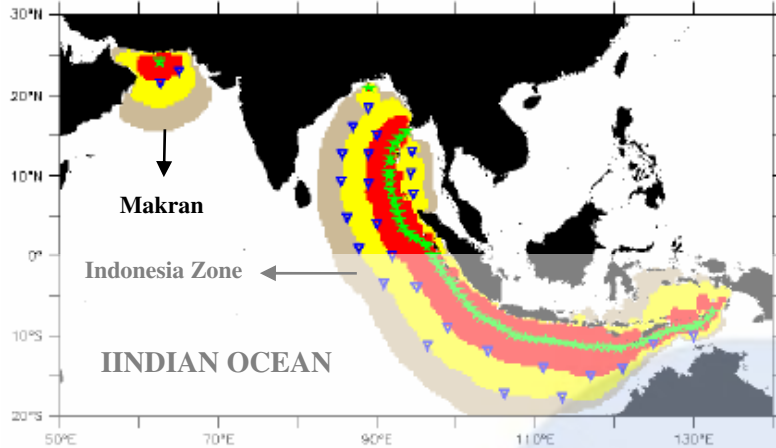 30°N
20°N
10°N
0°
10°S
20°S
Makran
Indonesia Zone
IINDIAN OCEAN
50°E
70°E
90°E
110°E
130°E